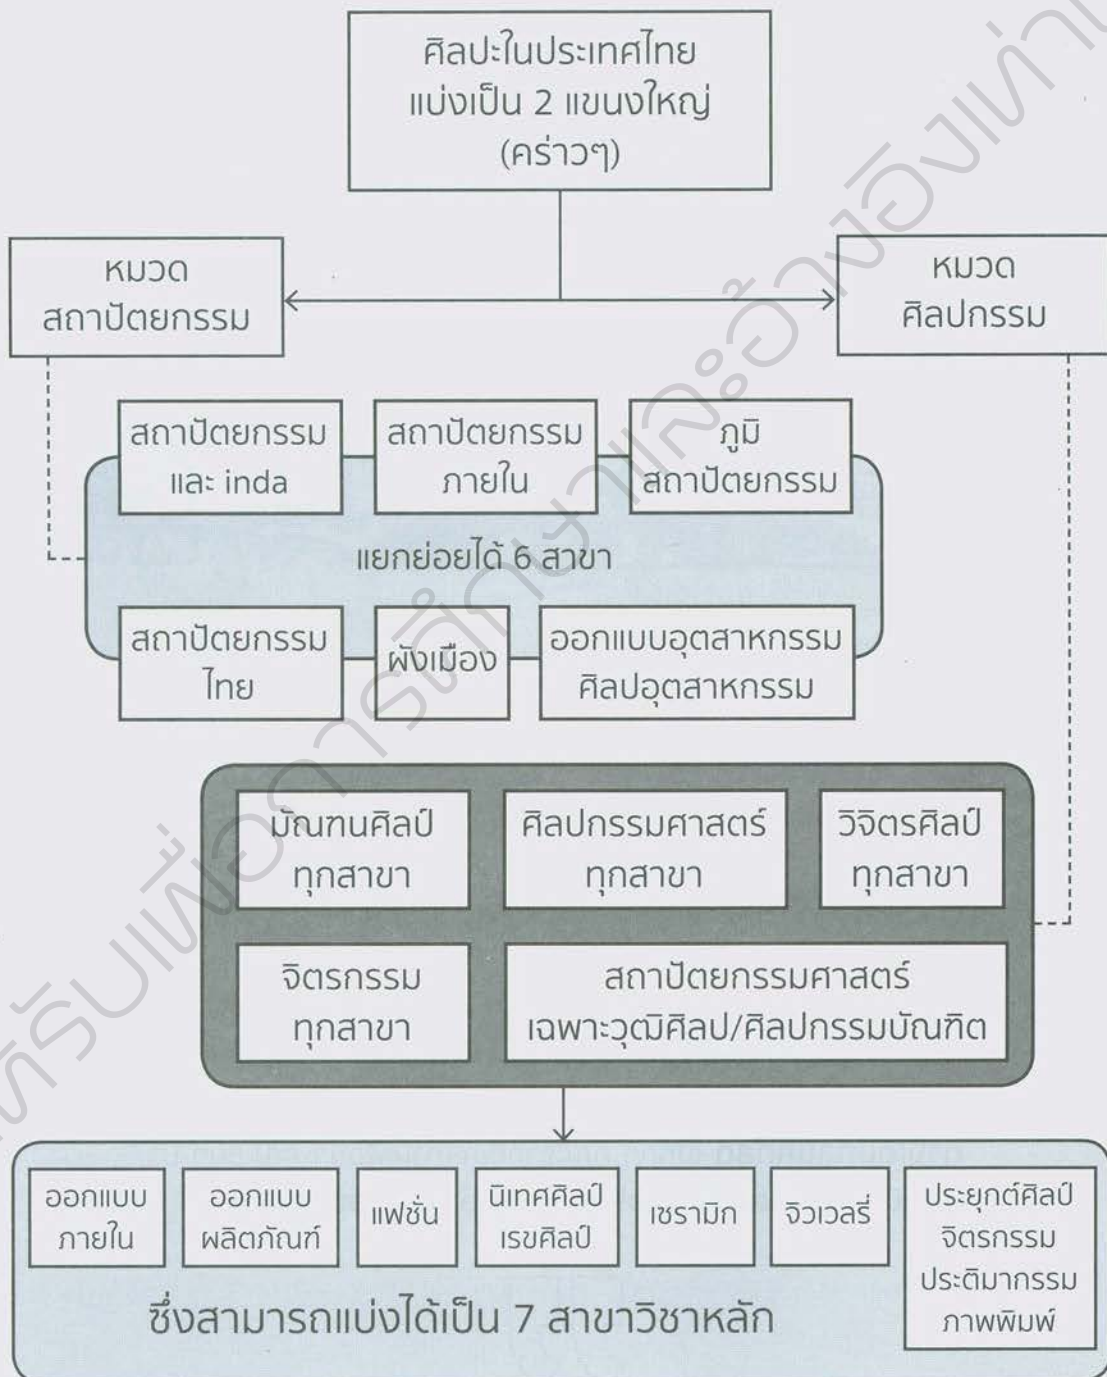 ศิลปะในประเทศไทย
แบ่งเป็น 2 แขนงใหญ่
(คร่าวๆ)
หมวด
สถาปัตยกรรม
หมวด
ศิลปกรรม
สถาปัตยกรรม
และ inda
สถาปัตยกรรม
ภายใน
ภูมิ
สถาปัตยกรรม
แยกย่อยได้ 6 สาขา
สถาปัตยกรรม
ไทย
ผังเมือง
ออกแบบอุตสาหกรรม
ศิลปอุตสาหกรรม
มัณฑนศิลป์
ทุกสาขา
ศิลปกรรมศาสตร์
ทุกสาขา
วิจิตรศิลป์
ทุกสาขา
จิตรกรรม
ทุกสาขา
สถาปัตยกรรมศาสตร์
เฉพาะวุฒิศิลป/ศิลปกรรมบัณฑิต
ออกแบบ
ภายใน
ออกแบบ
ผลิตภัณฑ์
แฟชั่น
นิเทศศิลป์
เรขศิลป์
เซรามิก
จิวเวลรี่
ประยุกต์ศิลป์
จิตรกรรม
ประติมากรรม
ภาพพิมพ์
ซึ่งสามารถแบ่งได้เป็น 7 สาขาวิชาหลัก